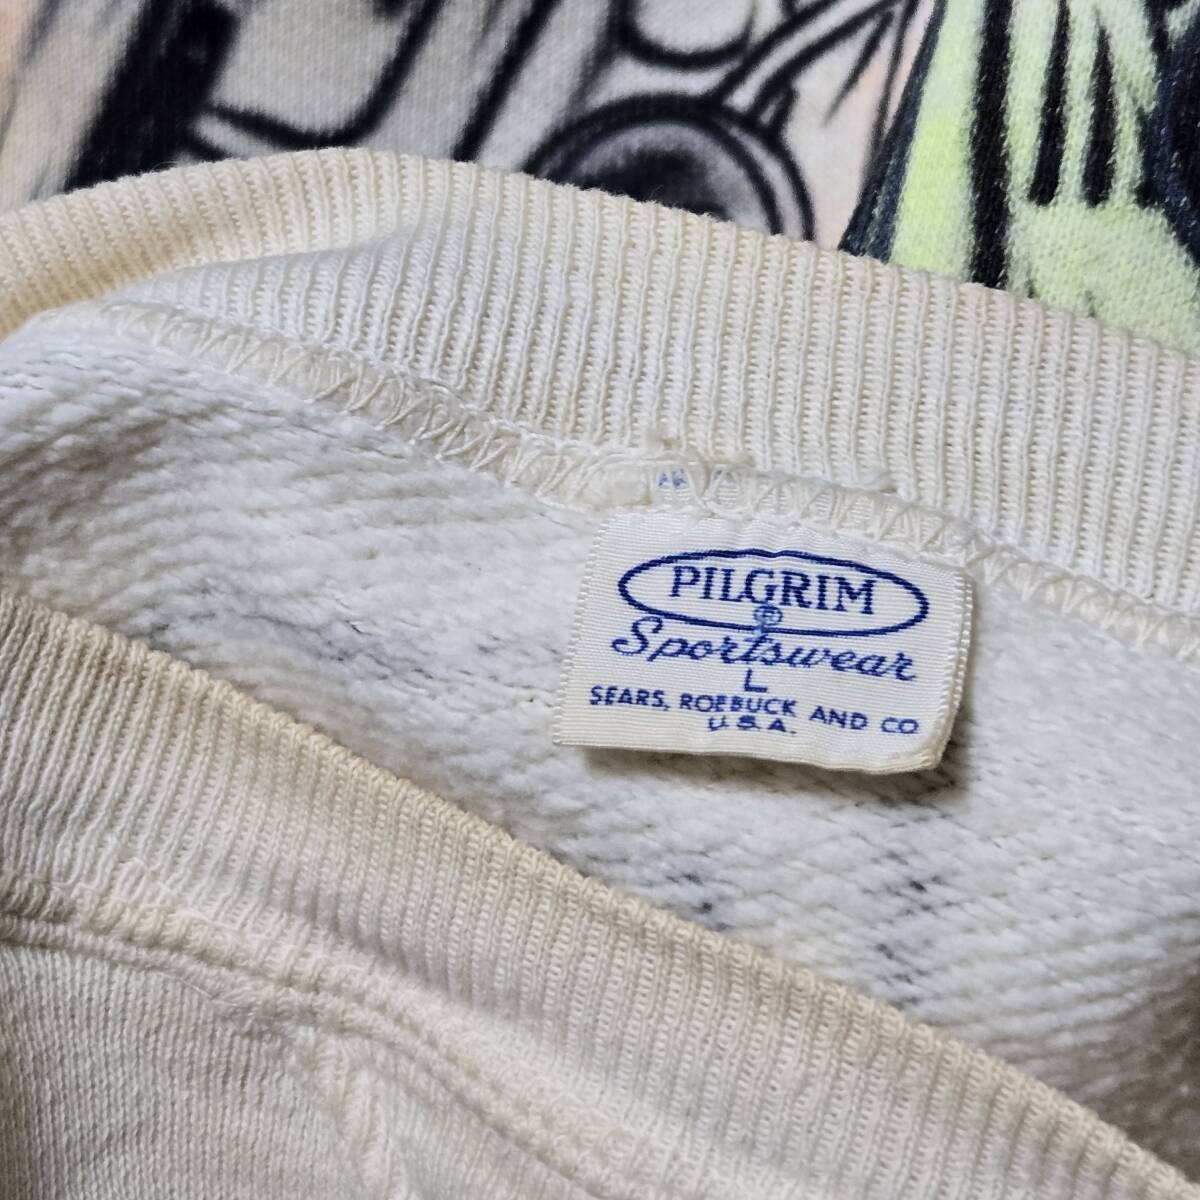 PILGRIM
®
Sportswear
L
SEARS, ROEBUCK AND CO
U.S.A.